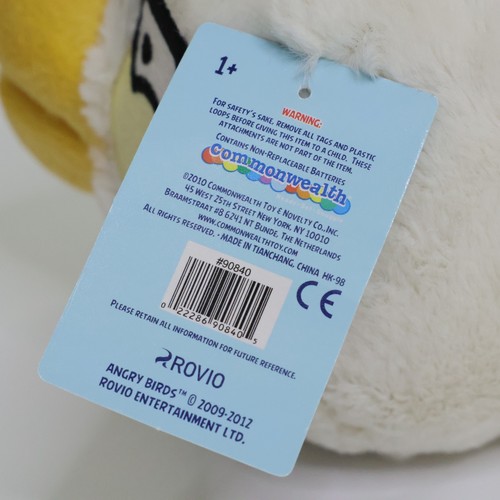 1+
WARNING:
FOR SAFETY'S SAKE, REMOVE ALL TAGS AND PLASTIC
LOOPS BEFORE GIVING THIS ITEM TO A CHILD. THESE
ATTACHMENTS ARE NOT PART OF THE ITEM.
CONTAINS NON-REPLACEABLE BATTERIES
Commonwealth
©2010 COMMONWEALTH TOY & NOVELTY CO., INC.
45 WEST 25TH STREET NEW YORK, NY, 10010
BRAAMSTRAAT #8 6241 NT BUNDE, THE NETHERLANDS
WWW.COMMONWEALTHTOY.COM
ALL RIGHTS RESERVED. - MADE IN TIANCHANG, CHINA HK-98
#90840
CE
0 22286 90840 5
PLEASE RETAIN ALL INFORMATION FOR FUTURE REFERENCE.
ROVIO
ANGRY BIRDS™ © 2009-2012
ROVIO ENTERTAINMENT LTD.